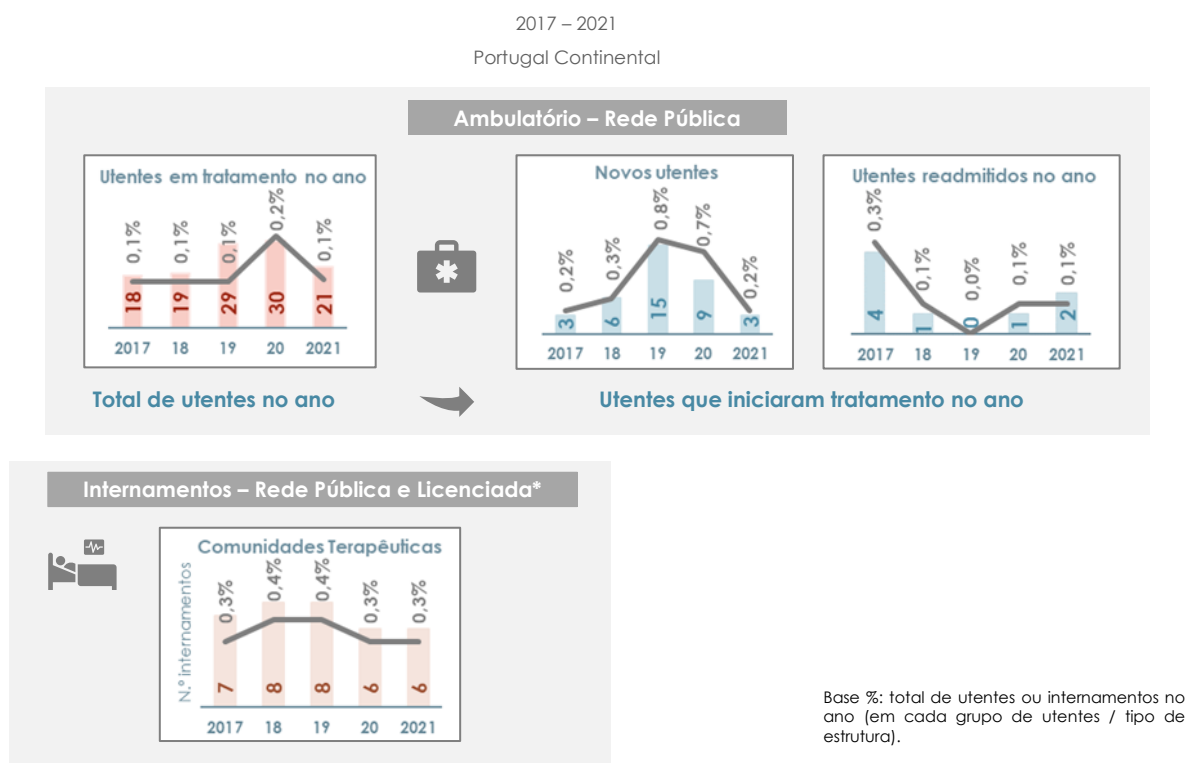 2017 – 2021
Portugal Continental
Ambulatório – Rede Pública
Utentes em tratamento no ano
0,1%
0,1%
0,1%
0,2%
0,1%
18
19
29
30
21
2017 18 19 20 2021
Total de utentes no ano
Novos utentes
0,2%
0,3%
0,8%
0,7%
0,2%
3
6
15
9
3
2017 18 19 20 2021
Utentes readmitidos no ano
0,3%
0,1%
0,0%
0,1%
0,1%
4
1
0
1
2
2017 18 19 20 2021
Utentes que iniciaram tratamento no ano
Internamentos – Rede Pública e Licenciada*
Comunidades Terapêuticas
N.º internamentos
0,3%
0,4%
0,4%
0,3%
0,3%
7
8
8
6
6
2017 18 19 20 2021
Base %: total de utentes ou internamentos no
ano (em cada grupo de utentes / tipo de
estrutura).